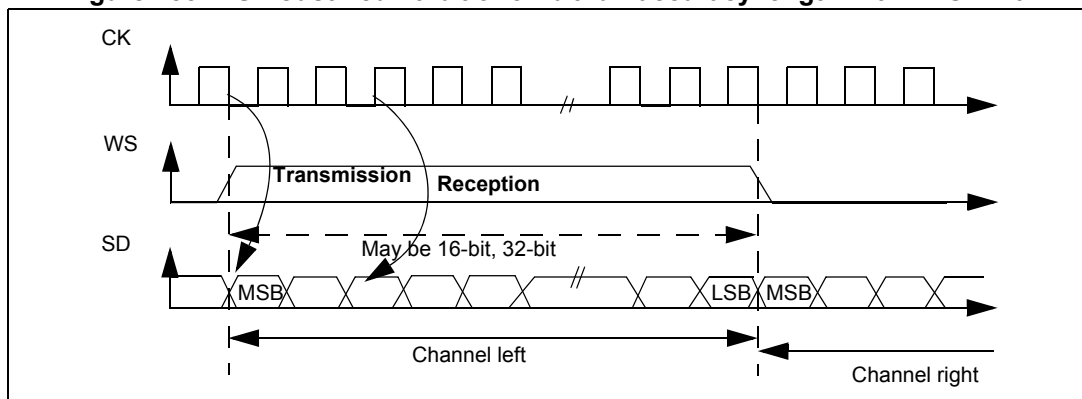 CK
WS
Transmission
Reception
May be 16-bit, 32-bit
SD
MSB
LSB
MSB
Channel left
Channel right